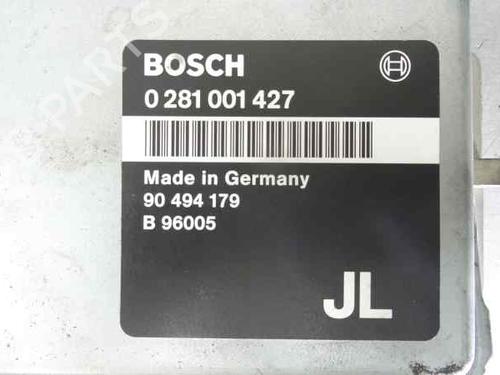 BOSCH
0 281 001 427
Made in Germany
90 494 179
B 96005
JL